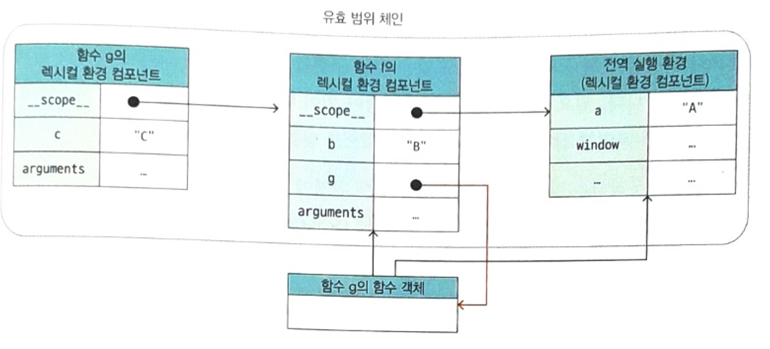 유효 범위 체인
함수 g의
렉시컬 환경 컴포넌트
__scope__
c "C"
arguments …
함수 f의
렉시컬 환경 컴포넌트
__scope__
b "B"
g
arguments …
전역 실행 환경
(렉시컬 환경 컴포넌트)
a "A"
window …
… …
함수 g의 함수 객체